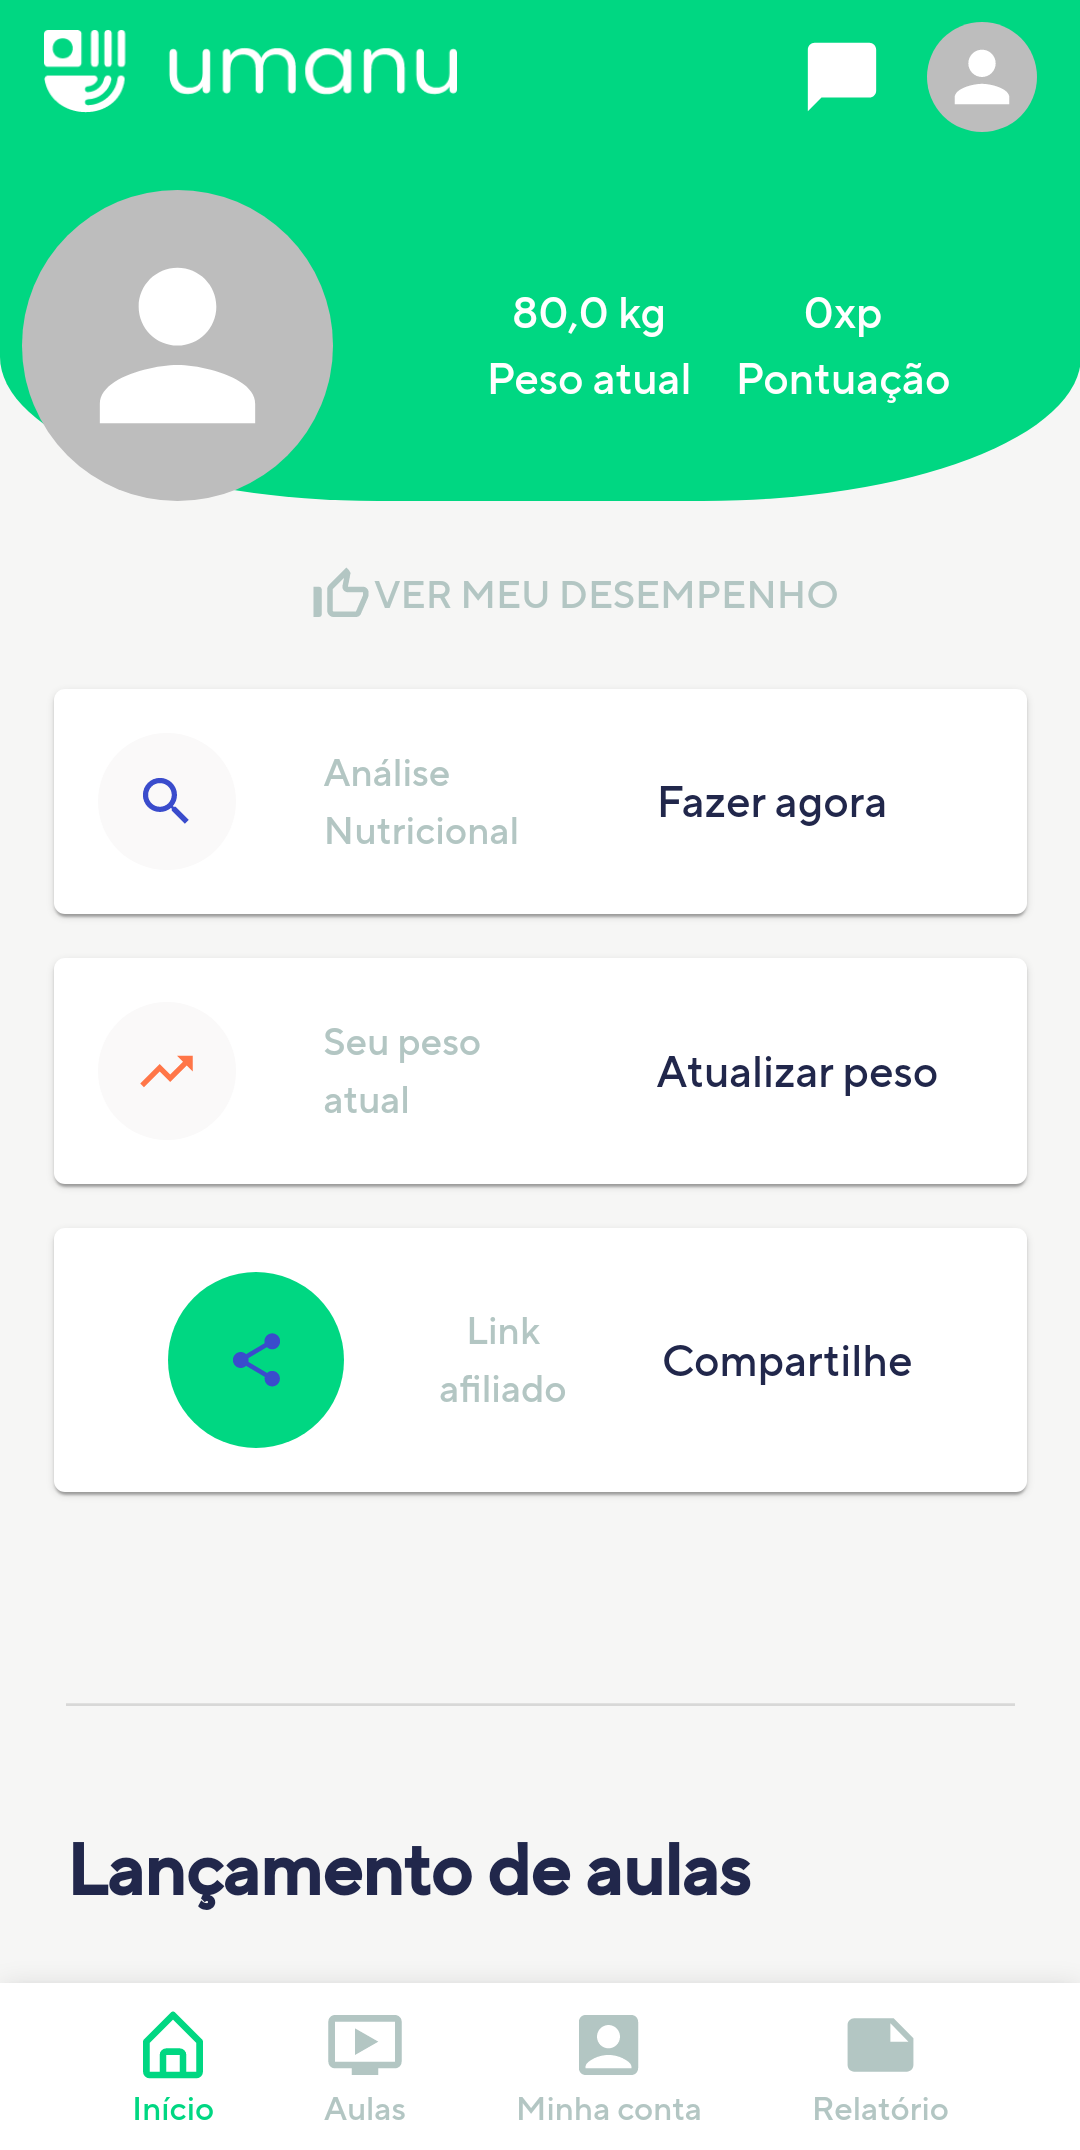 umanu
80,0 kg
Peso atual
0xp
Pontuação
VER MEU DESEMPENHO
Análise
Nutricional
Fazer agora
Seu peso
atual
Atualizar peso
Link
afiliado
Compartilhe
Lançamento de aulas
Início
Aulas
Minha conta
Relatório